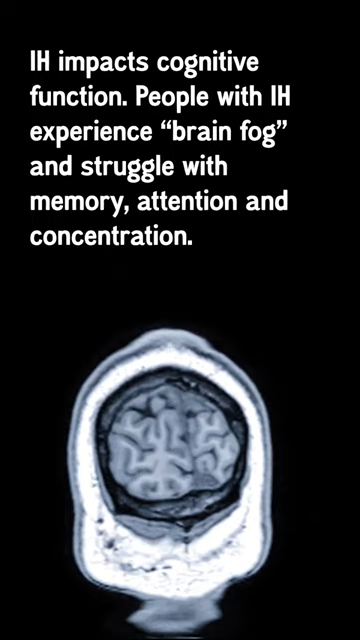 IH impacts cognitive
function. People with IH
experience “brain fog”
and struggle with
memory, attention and
concentration.